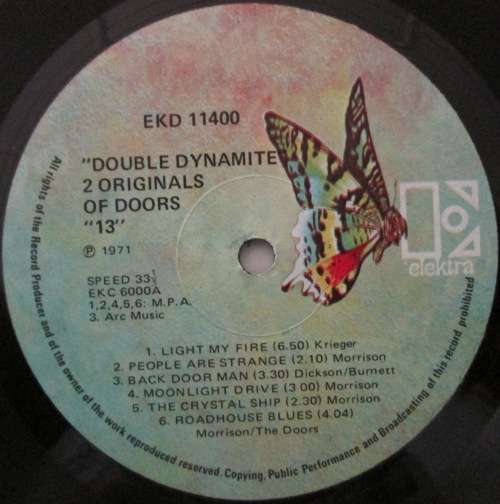 EKD 11400
"DOUBLE DYNAMITE
2 ORIGINALS
OF DOORS
"13"
℗ 1971
SPEED 33⅓
EKC 6000A
1,2,4,5,6: M.P.A.
3. Arc Music
elektra
1. LIGHT MY FIRE (6.50) Krieger
2. PEOPLE ARE STRANGE (2.10) Morrison
3. BACK DOOR MAN (3.30) Dickson/Burnett
4. MOONLIGHT DRIVE (3 00) Morrison
5. THE CRYSTAL SHIP (2.30) Morrison
6. ROADHOUSE BLUES (4.04)
Morrison/The Doors
All rights of the Record Producer and of the owner of the work reproduced reserved. Copying, Public Performance and Broadcasting of this record prohibited